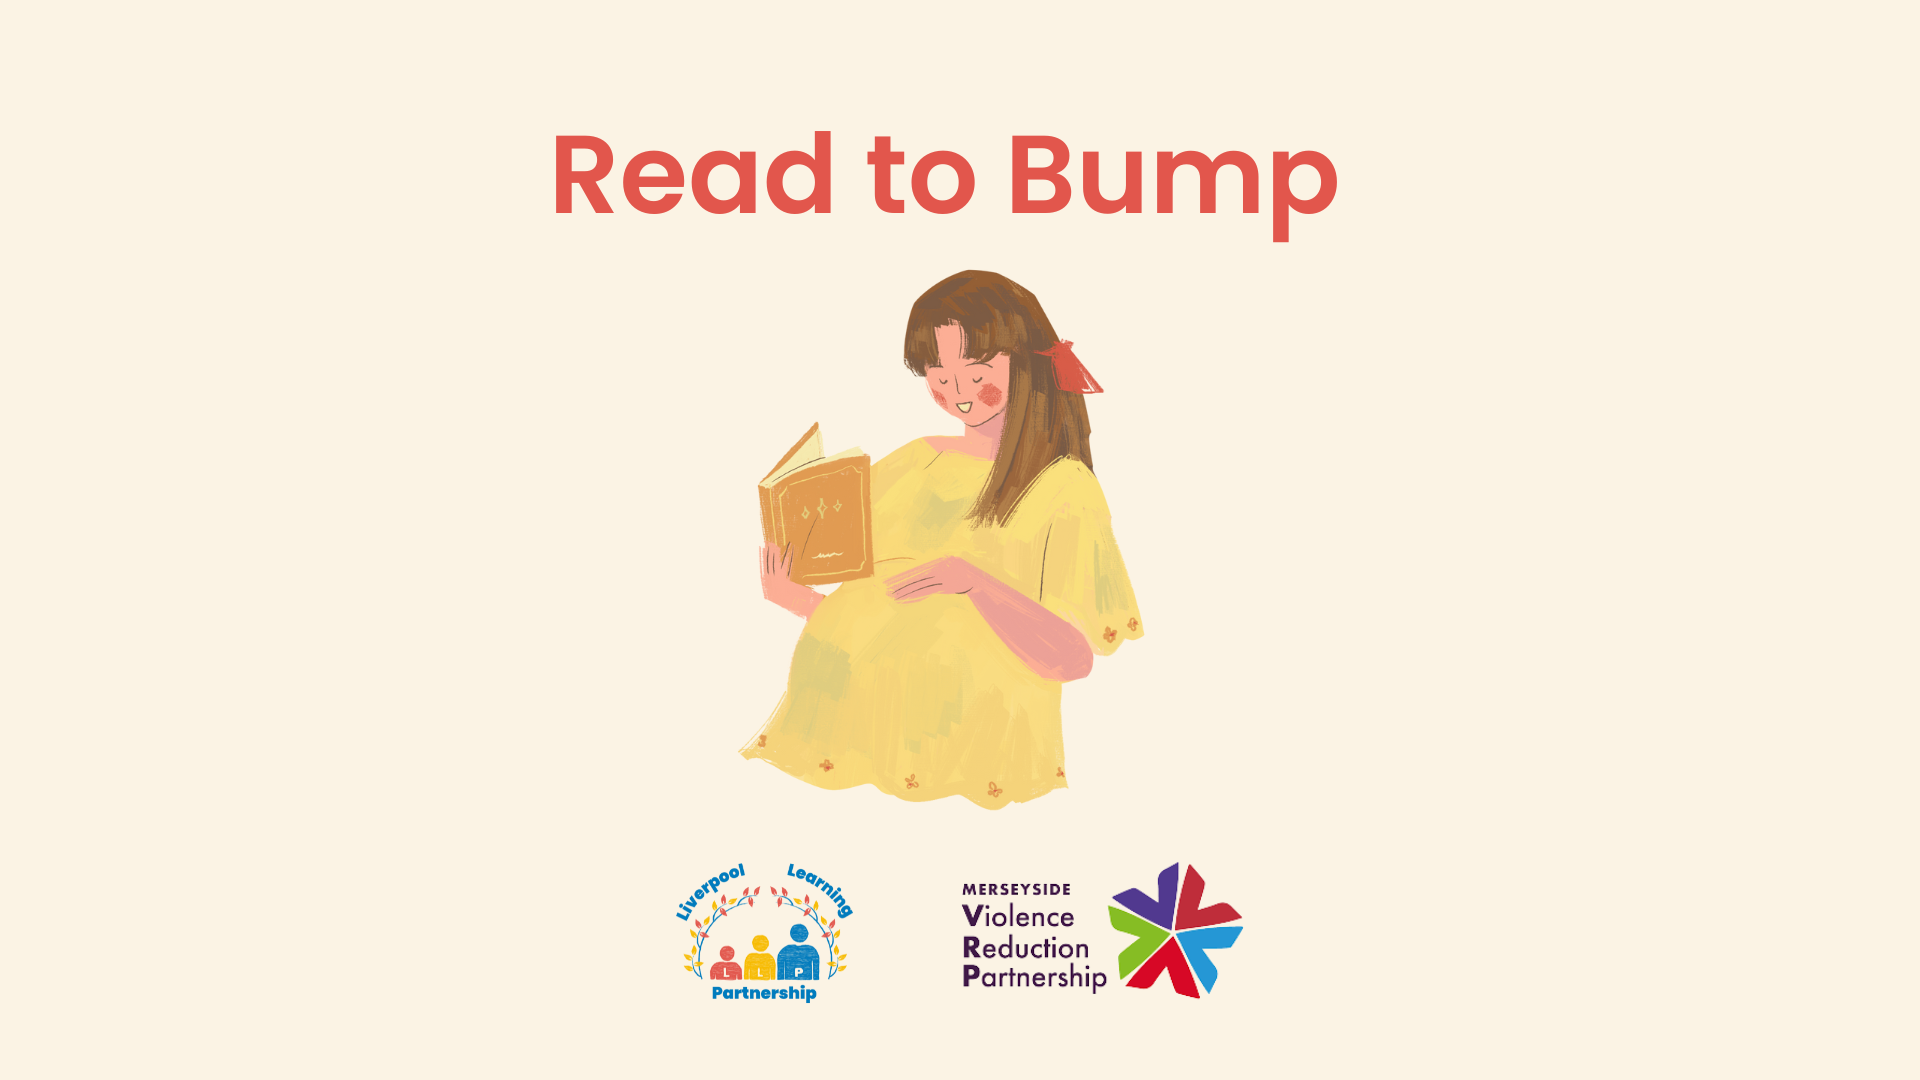 Read to Bump
Liverpool Learning
L L P
Partnership
MERSEYSIDE
Violence
Reduction
Partnership